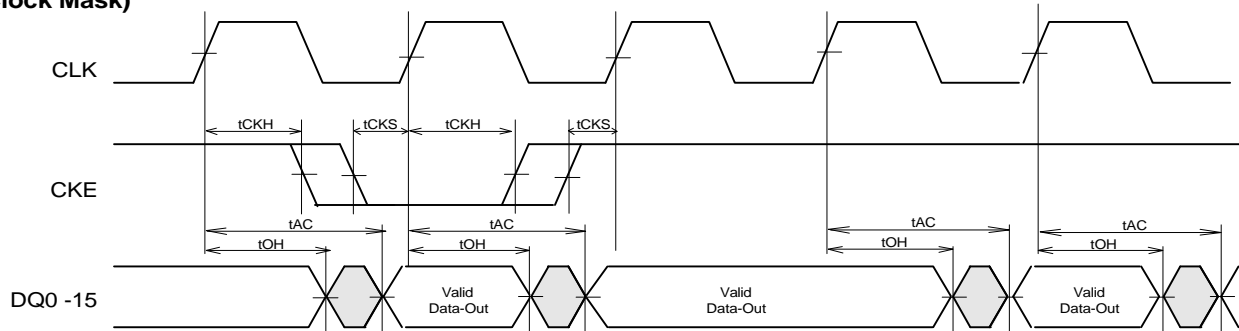 lock Mask)
CLK
tCKH tCKS tCKH tCKS
CKE
tAC tAC tAC tAC
tOH tOH tOH tOH
DQ0 -15
Valid Data-Out
Valid Data-Out
Valid Data-Out